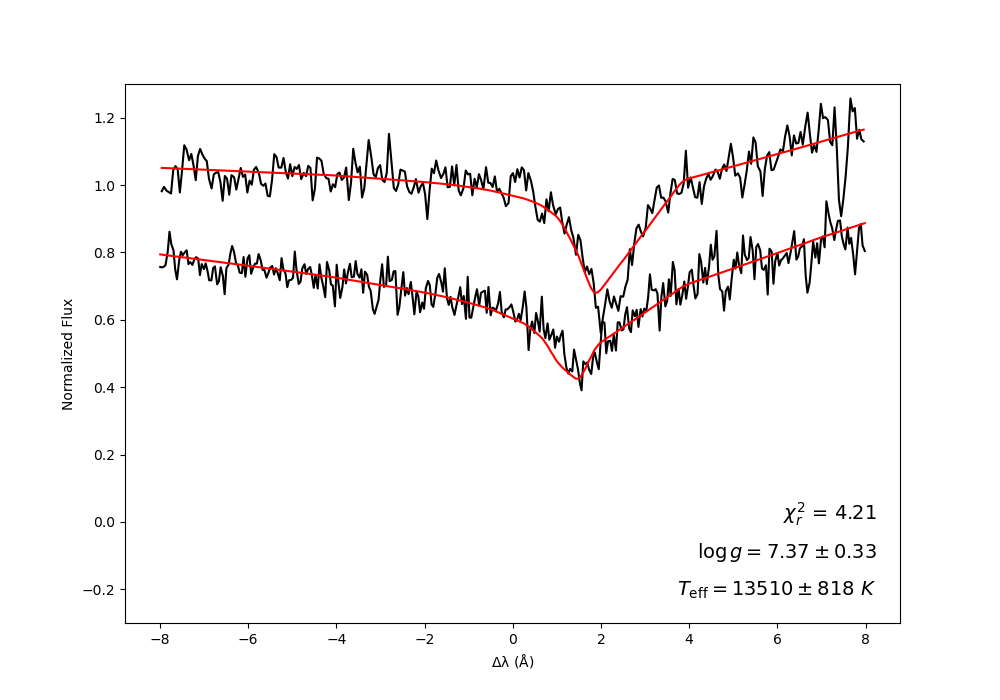 1.2
1.0
0.8
0.6
0.4
0.2
0.0
−0.2
Normalized Flux
χ²ᵣ = 4.21
log g = 7.37 ± 0.33
T_eff = 13510 ± 818 K
−8 −6 −4 −2 0 2 4 6 8
Δλ (Å)